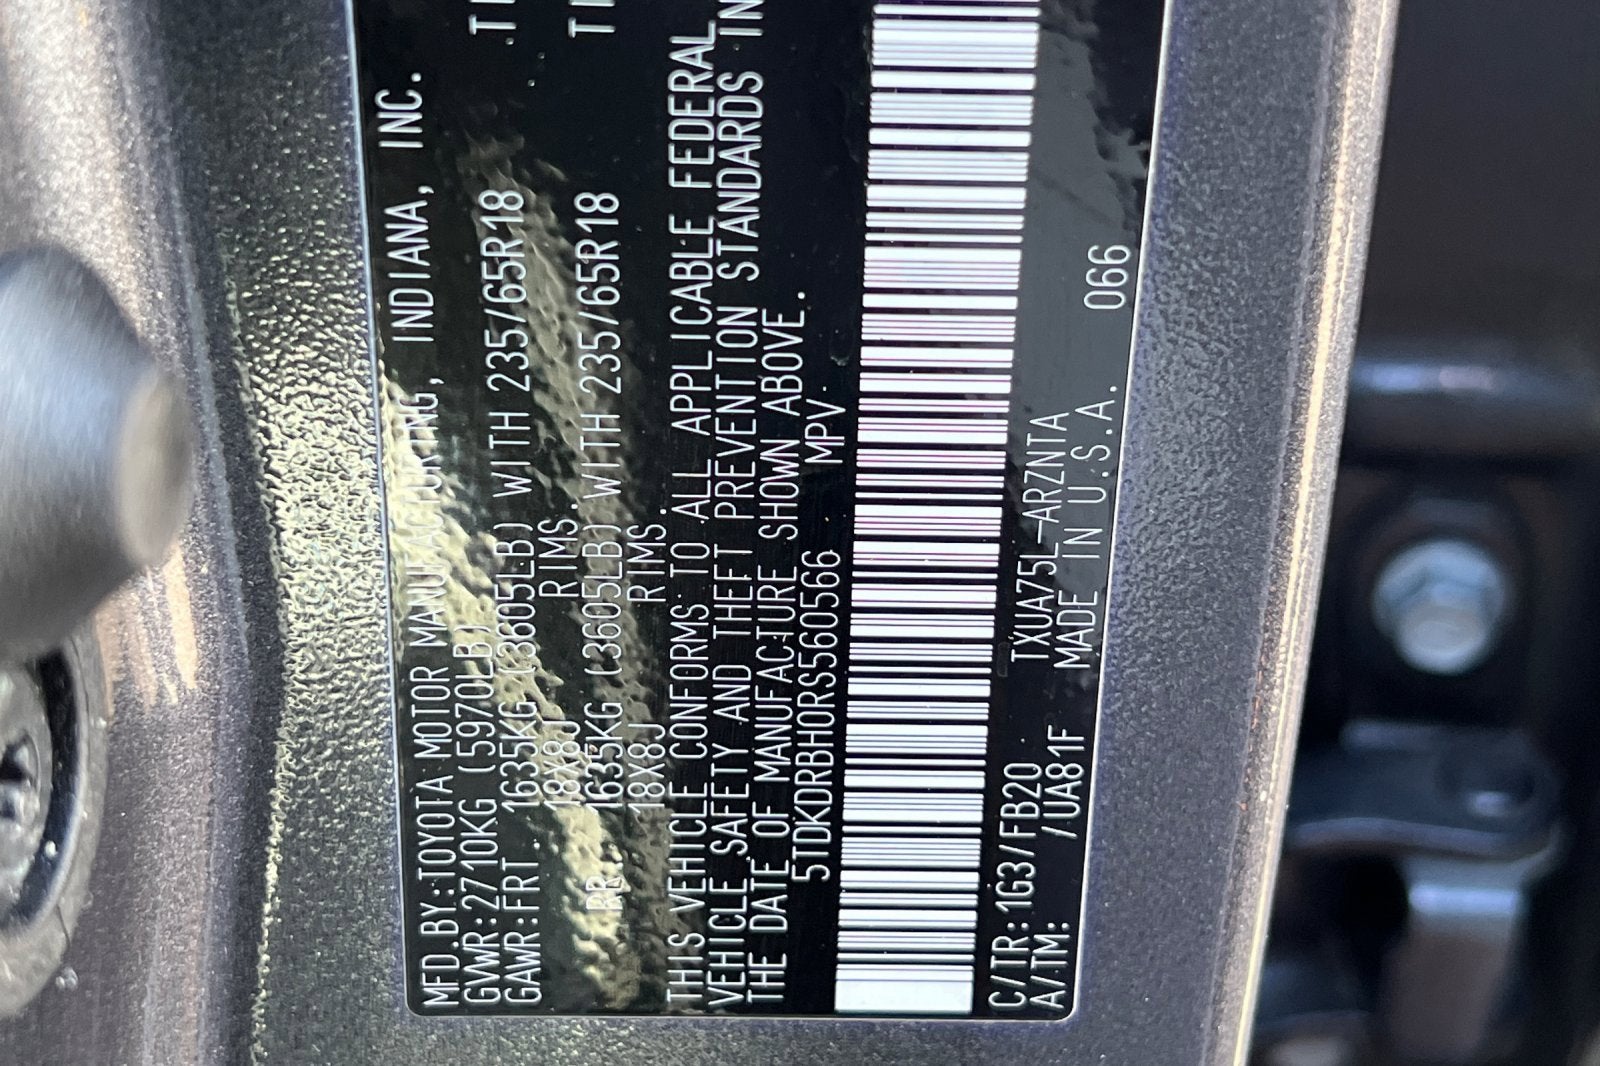 MFD.BY:TOYOTA MOTOR MANUFACTURING, INDIANA, INC.
GVWR:2710KG (5970LB)
GAWR:FRT. 1635KG (3605LB) WITH 235/65R18
18X8J RIMS.
RR. 1635KG (3605LB) WITH 235/65R18
18X8J RIMS.
THIS VEHICLE CONFORMS TO ALL APPLICABLE FEDERAL
VEHICLE SAFETY AND THEFT PREVENTION STANDARDS IN
THE DATE OF MANUFACTURE SHOWN ABOVE.
5TDKDRBH0RS560566 MPV
C/TR:1G3/FB20 TXUA75L-ARZNTA
A/TM: /UA81F MADE IN U.S.A. 066